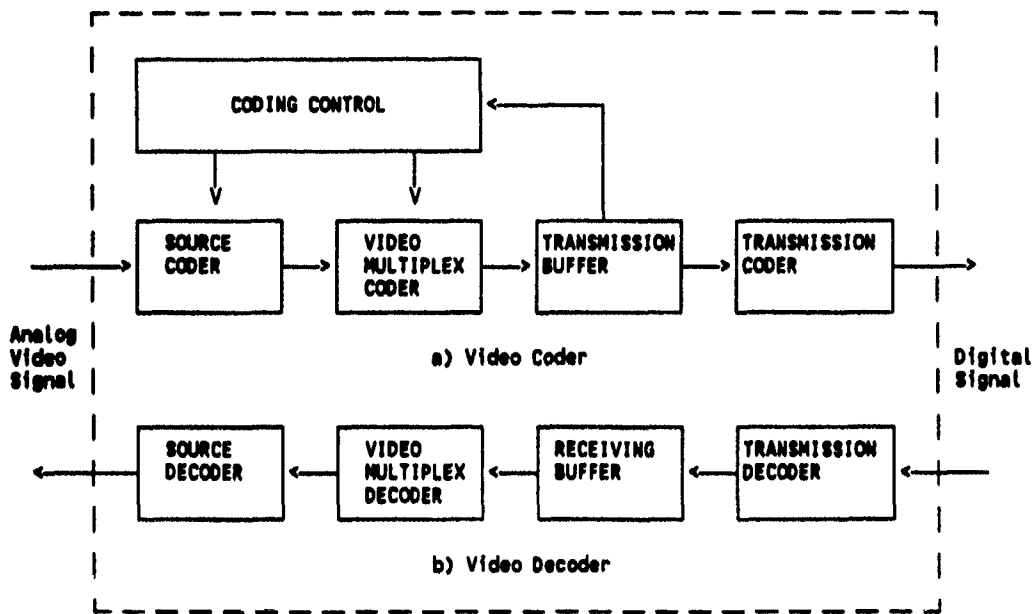 CODING CONTROL
SOURCE
CODER
VIDEO
MULTIPLEX
CODER
TRANSMISSION
BUFFER
TRANSMISSION
CODER
Analog
Video
Signal
a) Video Coder
Digital
Signal
SOURCE
DECODER
VIDEO
MULTIPLEX
DECODER
RECEIVING
BUFFER
TRANSMISSION
DECODER
b) Video Decoder